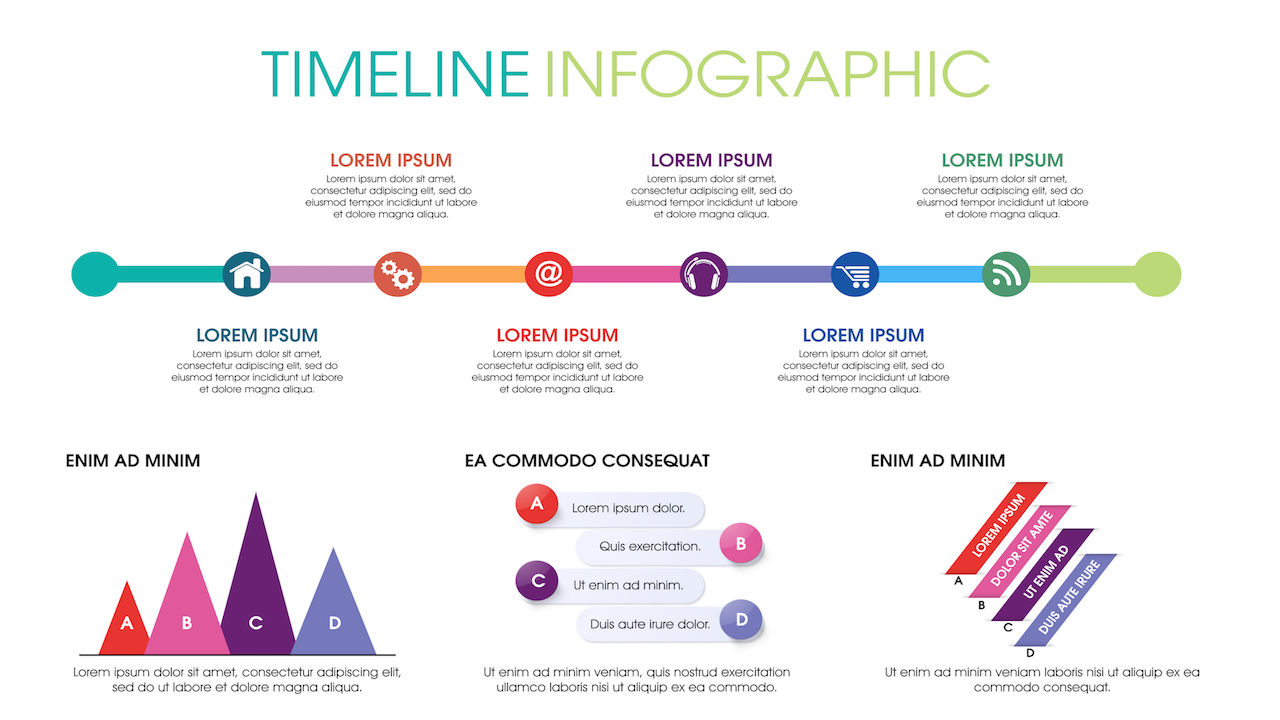 TIMELINE INFOGRAPHIC
LOREM IPSUM
Lorem ipsum dolor sit amet,
consectetur adipiscing elit, sed do
eiusmod tempor incididunt ut labore
et dolore magna aliqua.
LOREM IPSUM
Lorem ipsum dolor sit amet,
consectetur adipiscing elit, sed do
eiusmod tempor incididunt ut labore
et dolore magna aliqua.
LOREM IPSUM
Lorem ipsum dolor sit amet,
consectetur adipiscing elit, sed do
eiusmod tempor incididunt ut labore
et dolore magna aliqua.
@
LOREM IPSUM
Lorem ipsum dolor sit amet,
consectetur adipiscing elit, sed do
eiusmod tempor incididunt ut labore
et dolore magna aliqua.
LOREM IPSUM
Lorem ipsum dolor sit amet,
consectetur adipiscing elit, sed do
eiusmod tempor incididunt ut labore
et dolore magna aliqua.
LOREM IPSUM
Lorem ipsum dolor sit amet,
consectetur adipiscing elit, sed do
eiusmod tempor incididunt ut labore
et dolore magna aliqua.
ENIM AD MINIM
A B C D
Lorem ipsum dolor sit amet, consectetur adipiscing elit,
sed do ut labore et dolore magna aliqua.
EA COMMODO CONSEQUAT
A Lorem ipsum dolor.
Quis exercitation. B
C Ut enim ad minim.
Duis aute irure dolor. D
Ut enim ad minim veniam, quis nostrud exercitation
ullamco laboris nisi ut aliquip ex ea commodo.
ENIM AD MINIM
LOREM IPSUM
A
DOLOR SIT AMTE
B
UT ENIM AD
C
DUIS AUTE IRURE
D
Ut enim ad minim veniam laboris nisi ut aliquip ex ea
commodo consequat.